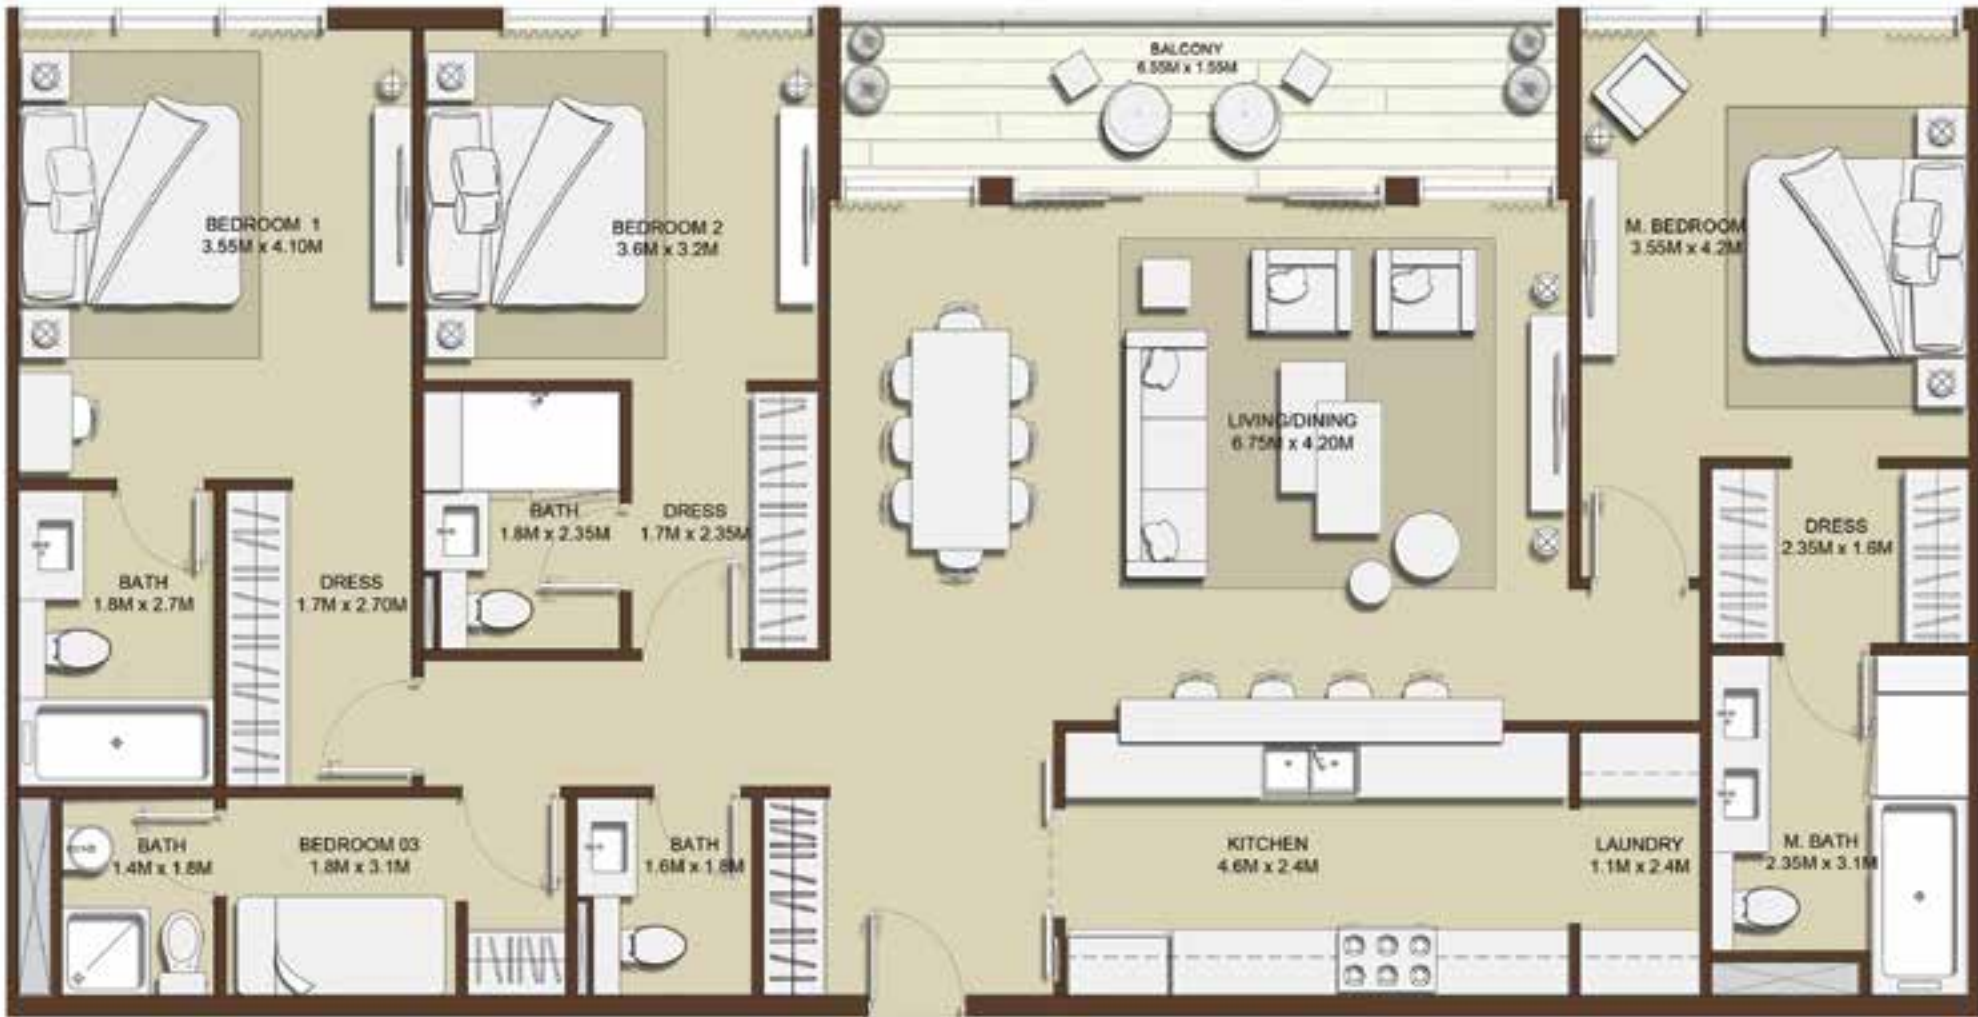 BALCONY
6.55M x 1.55M
BEDROOM 1
3.55M x 4.10M
BEDROOM 2
3.6M x 3.2M
M. BEDROOM
3.55M x 4.2M
LIVING/DINING
6.75M x 4.20M
BATH
1.8M x 2.35M
DRESS
1.7M x 2.35M
DRESS
2.35M x 1.6M
BATH
1.8M x 2.7M
DRESS
1.7M x 2.70M
BATH
1.4M x 1.8M
BEDROOM 03
1.8M x 3.1M
BATH
1.6M x 1.8M
KITCHEN
4.6M x 2.4M
LAUNDRY
1.1M x 2.4M
M. BATH
2.35M x 3.1M